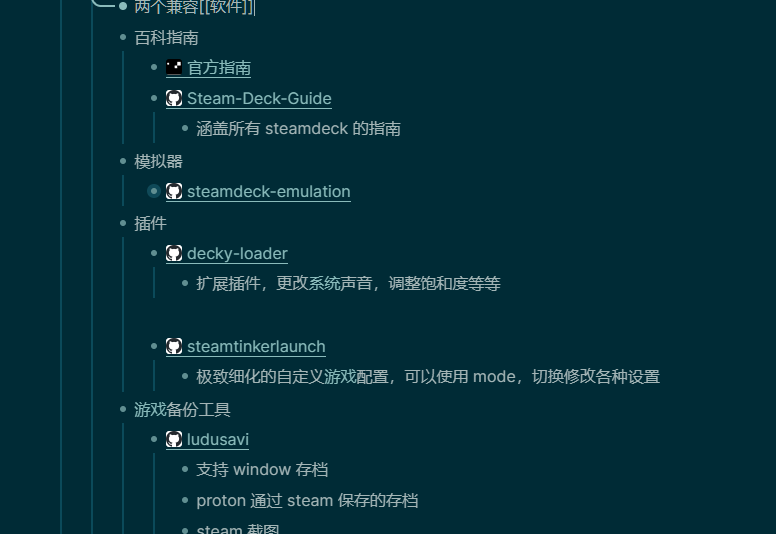 两个兼容[[软件]]
百科指南
官方指南
Steam-Deck-Guide
涵盖所有 steamdeck 的指南
模拟器
steamdeck-emulation
插件
decky-loader
扩展插件，更改系统声音，调整饱和度等等
steamtinkerlaunch
极致细化的自定义游戏配置，可以使用 mode，切换修改各种设置
游戏备份工具
ludusavi
支持 window 存档
proton 通过 steam 保存的存档
steam 截图